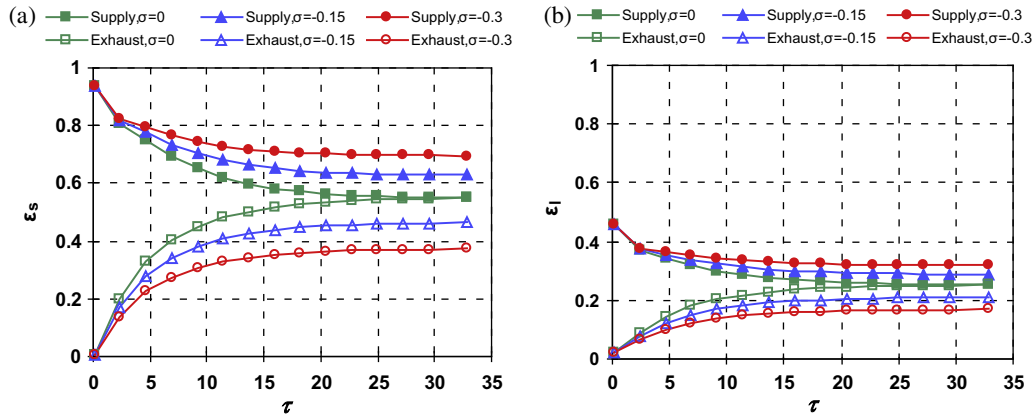 (a)
Supply,σ=0 Supply,σ=-0.15 Supply,σ=-0.3
Exhaust,σ=0 Exhaust,σ=-0.15 Exhaust,σ=-0.3
1
0.8
0.6
0.4
0.2
0
εs
0 5 10 15 20 25 30 35
τ
(b)
Supply,σ=0 Supply,σ=-0.15 Supply,σ=-0.3
Exhaust,σ=0 Exhaust,σ=-0.15 Exhaust,σ=-0.3
1
0.8
0.6
0.4
0.2
0
εl
0 5 10 15 20 25 30 35
τ